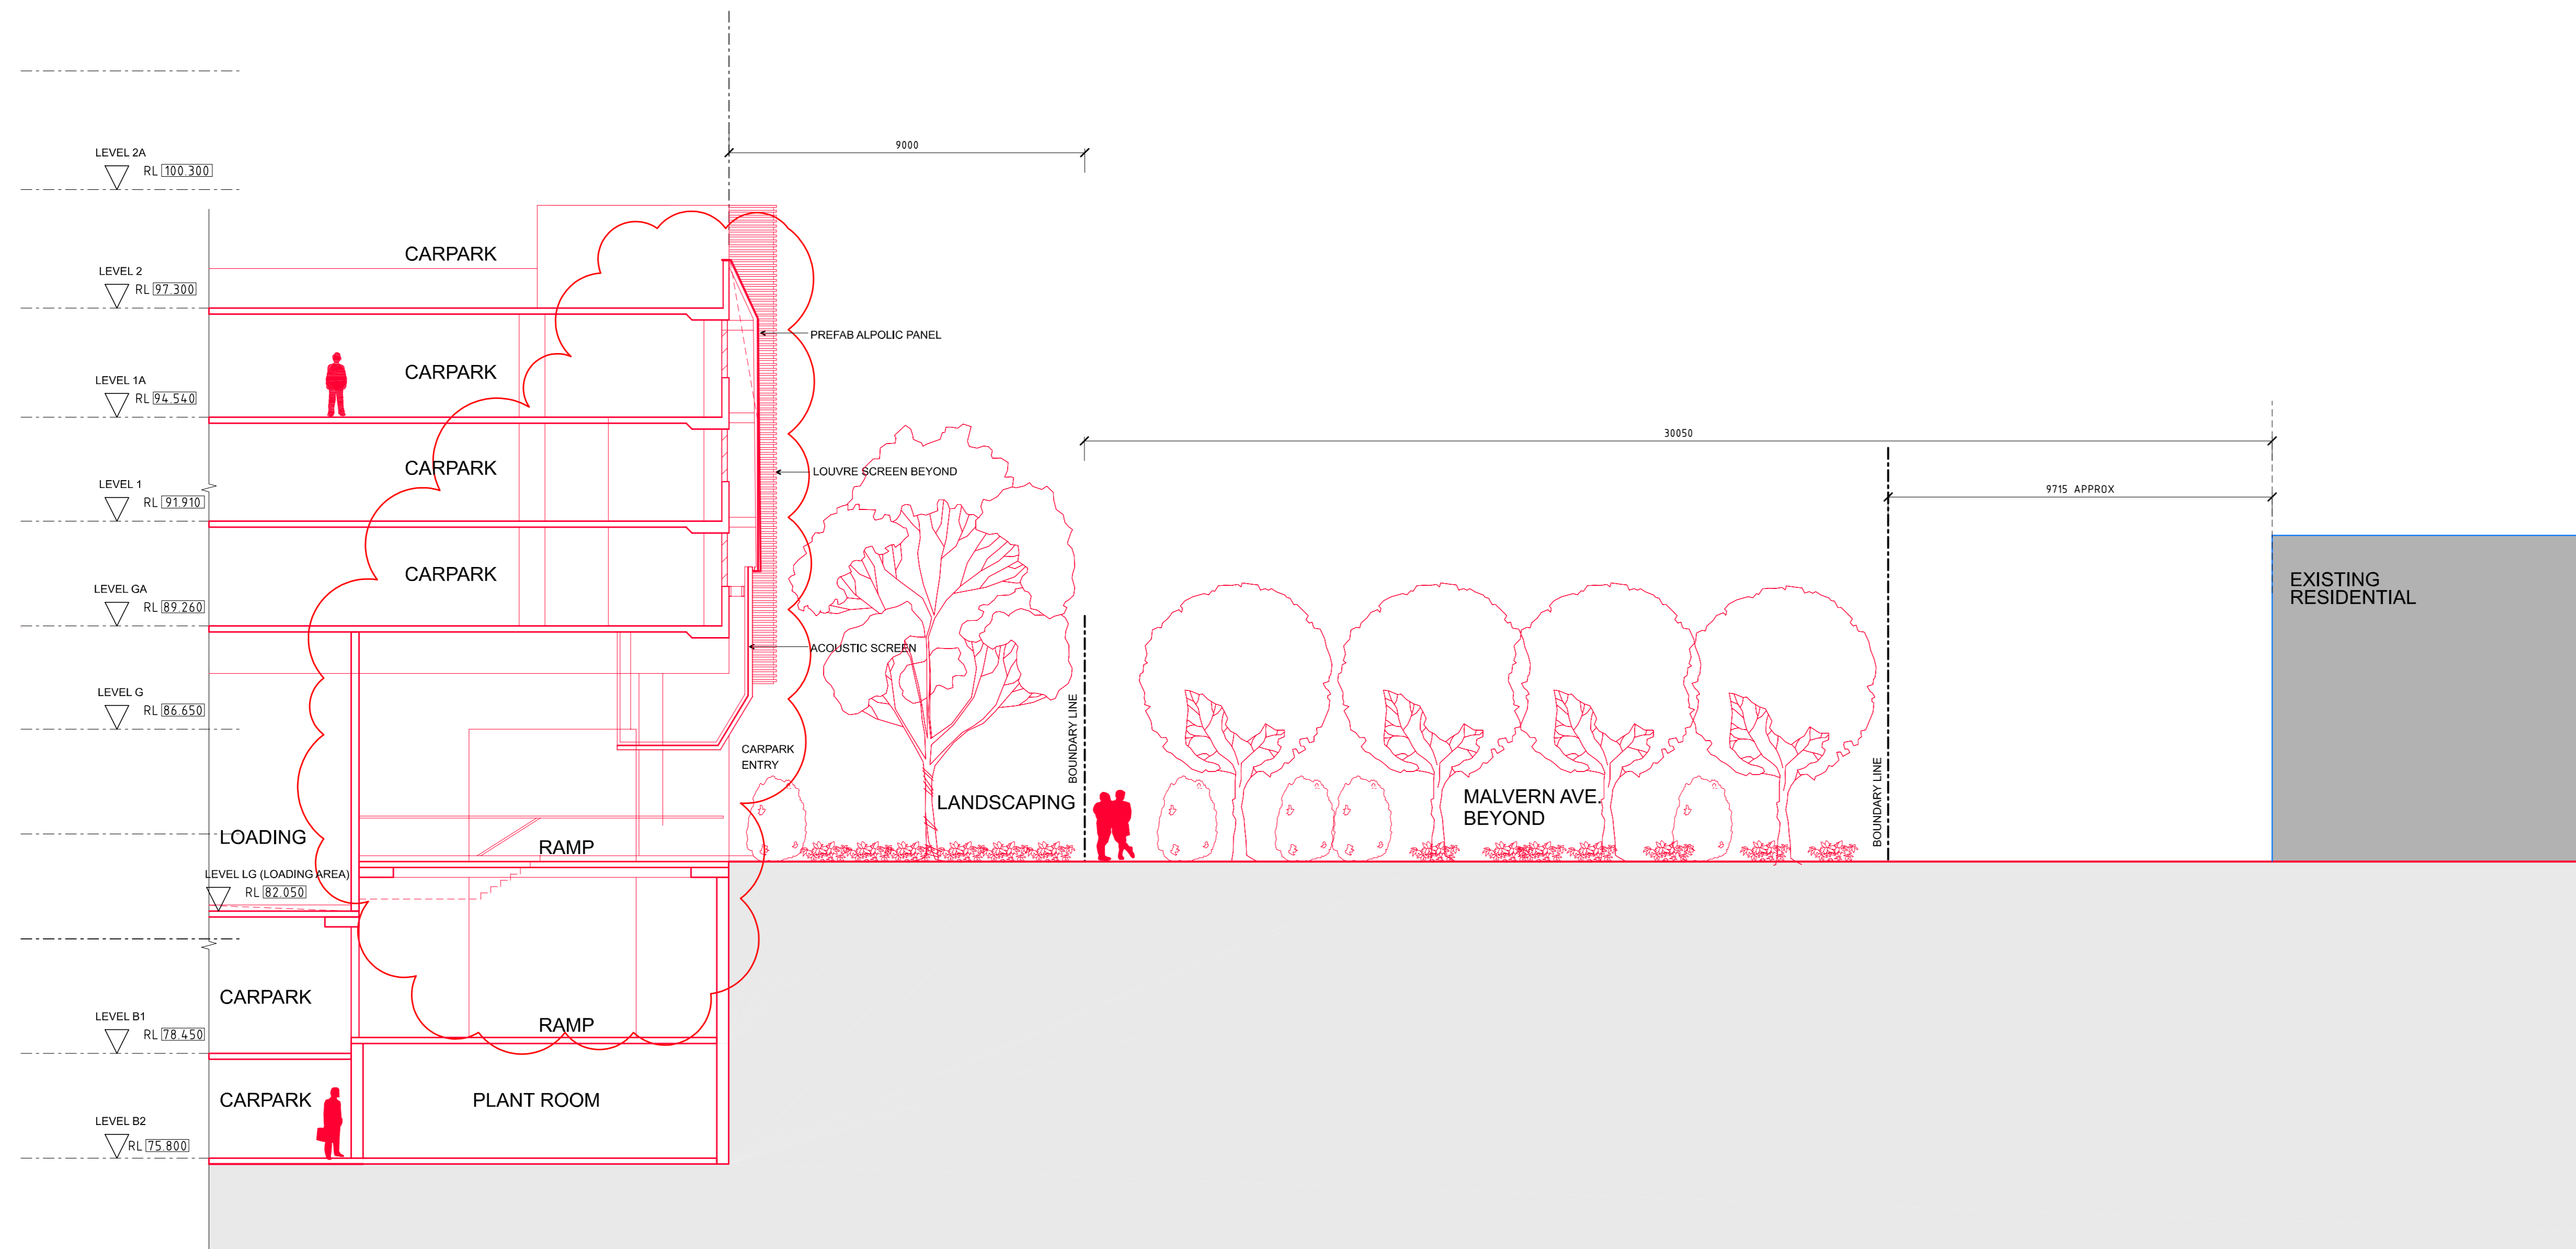 LEVEL 2A
RL 100.300
9000
CARPARK
LEVEL 2
RL 97.300
PREFAB ALPOLIC PANEL
LEVEL 1A
RL 94.540
CARPARK
30050
LOUVRE SCREEN BEYOND
CARPARK
LEVEL 1
RL 91.910
9715 APPROX
CARPARK
EXISTING
RESIDENTIAL
LEVEL GA
RL 89.260
ACOUSTIC SCREEN
LEVEL G
RL 86.650
BOUNDARY LINE
CARPARK
ENTRY
LANDSCAPING
MALVERN AVE.
BEYOND
BOUNDARY LINE
LOADING
RAMP
LEVEL LG (LOADING AREA)
RL 82.050
CARPARK
LEVEL B1
RL 78.450
RAMP
CARPARK
PLANT ROOM
LEVEL B2
RL 75.800